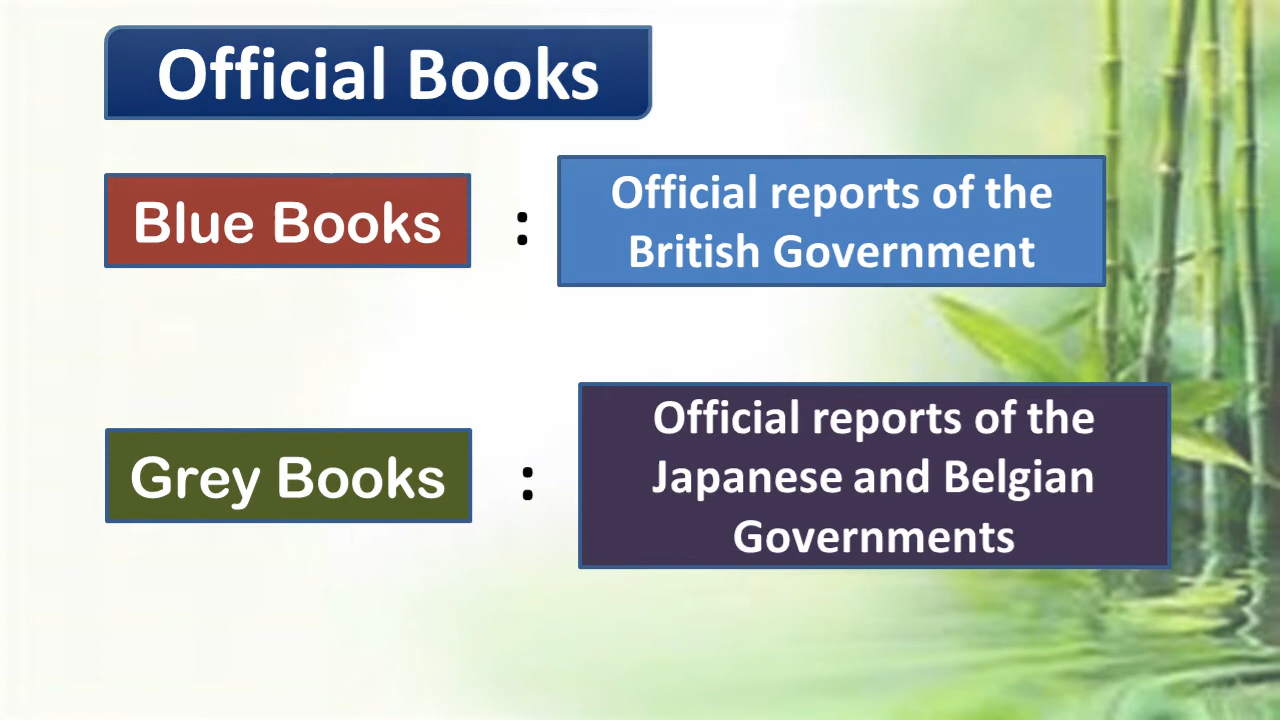 Official Books
Blue Books : Official reports of the
British Government
Grey Books : Official reports of the
Japanese and Belgian
Governments